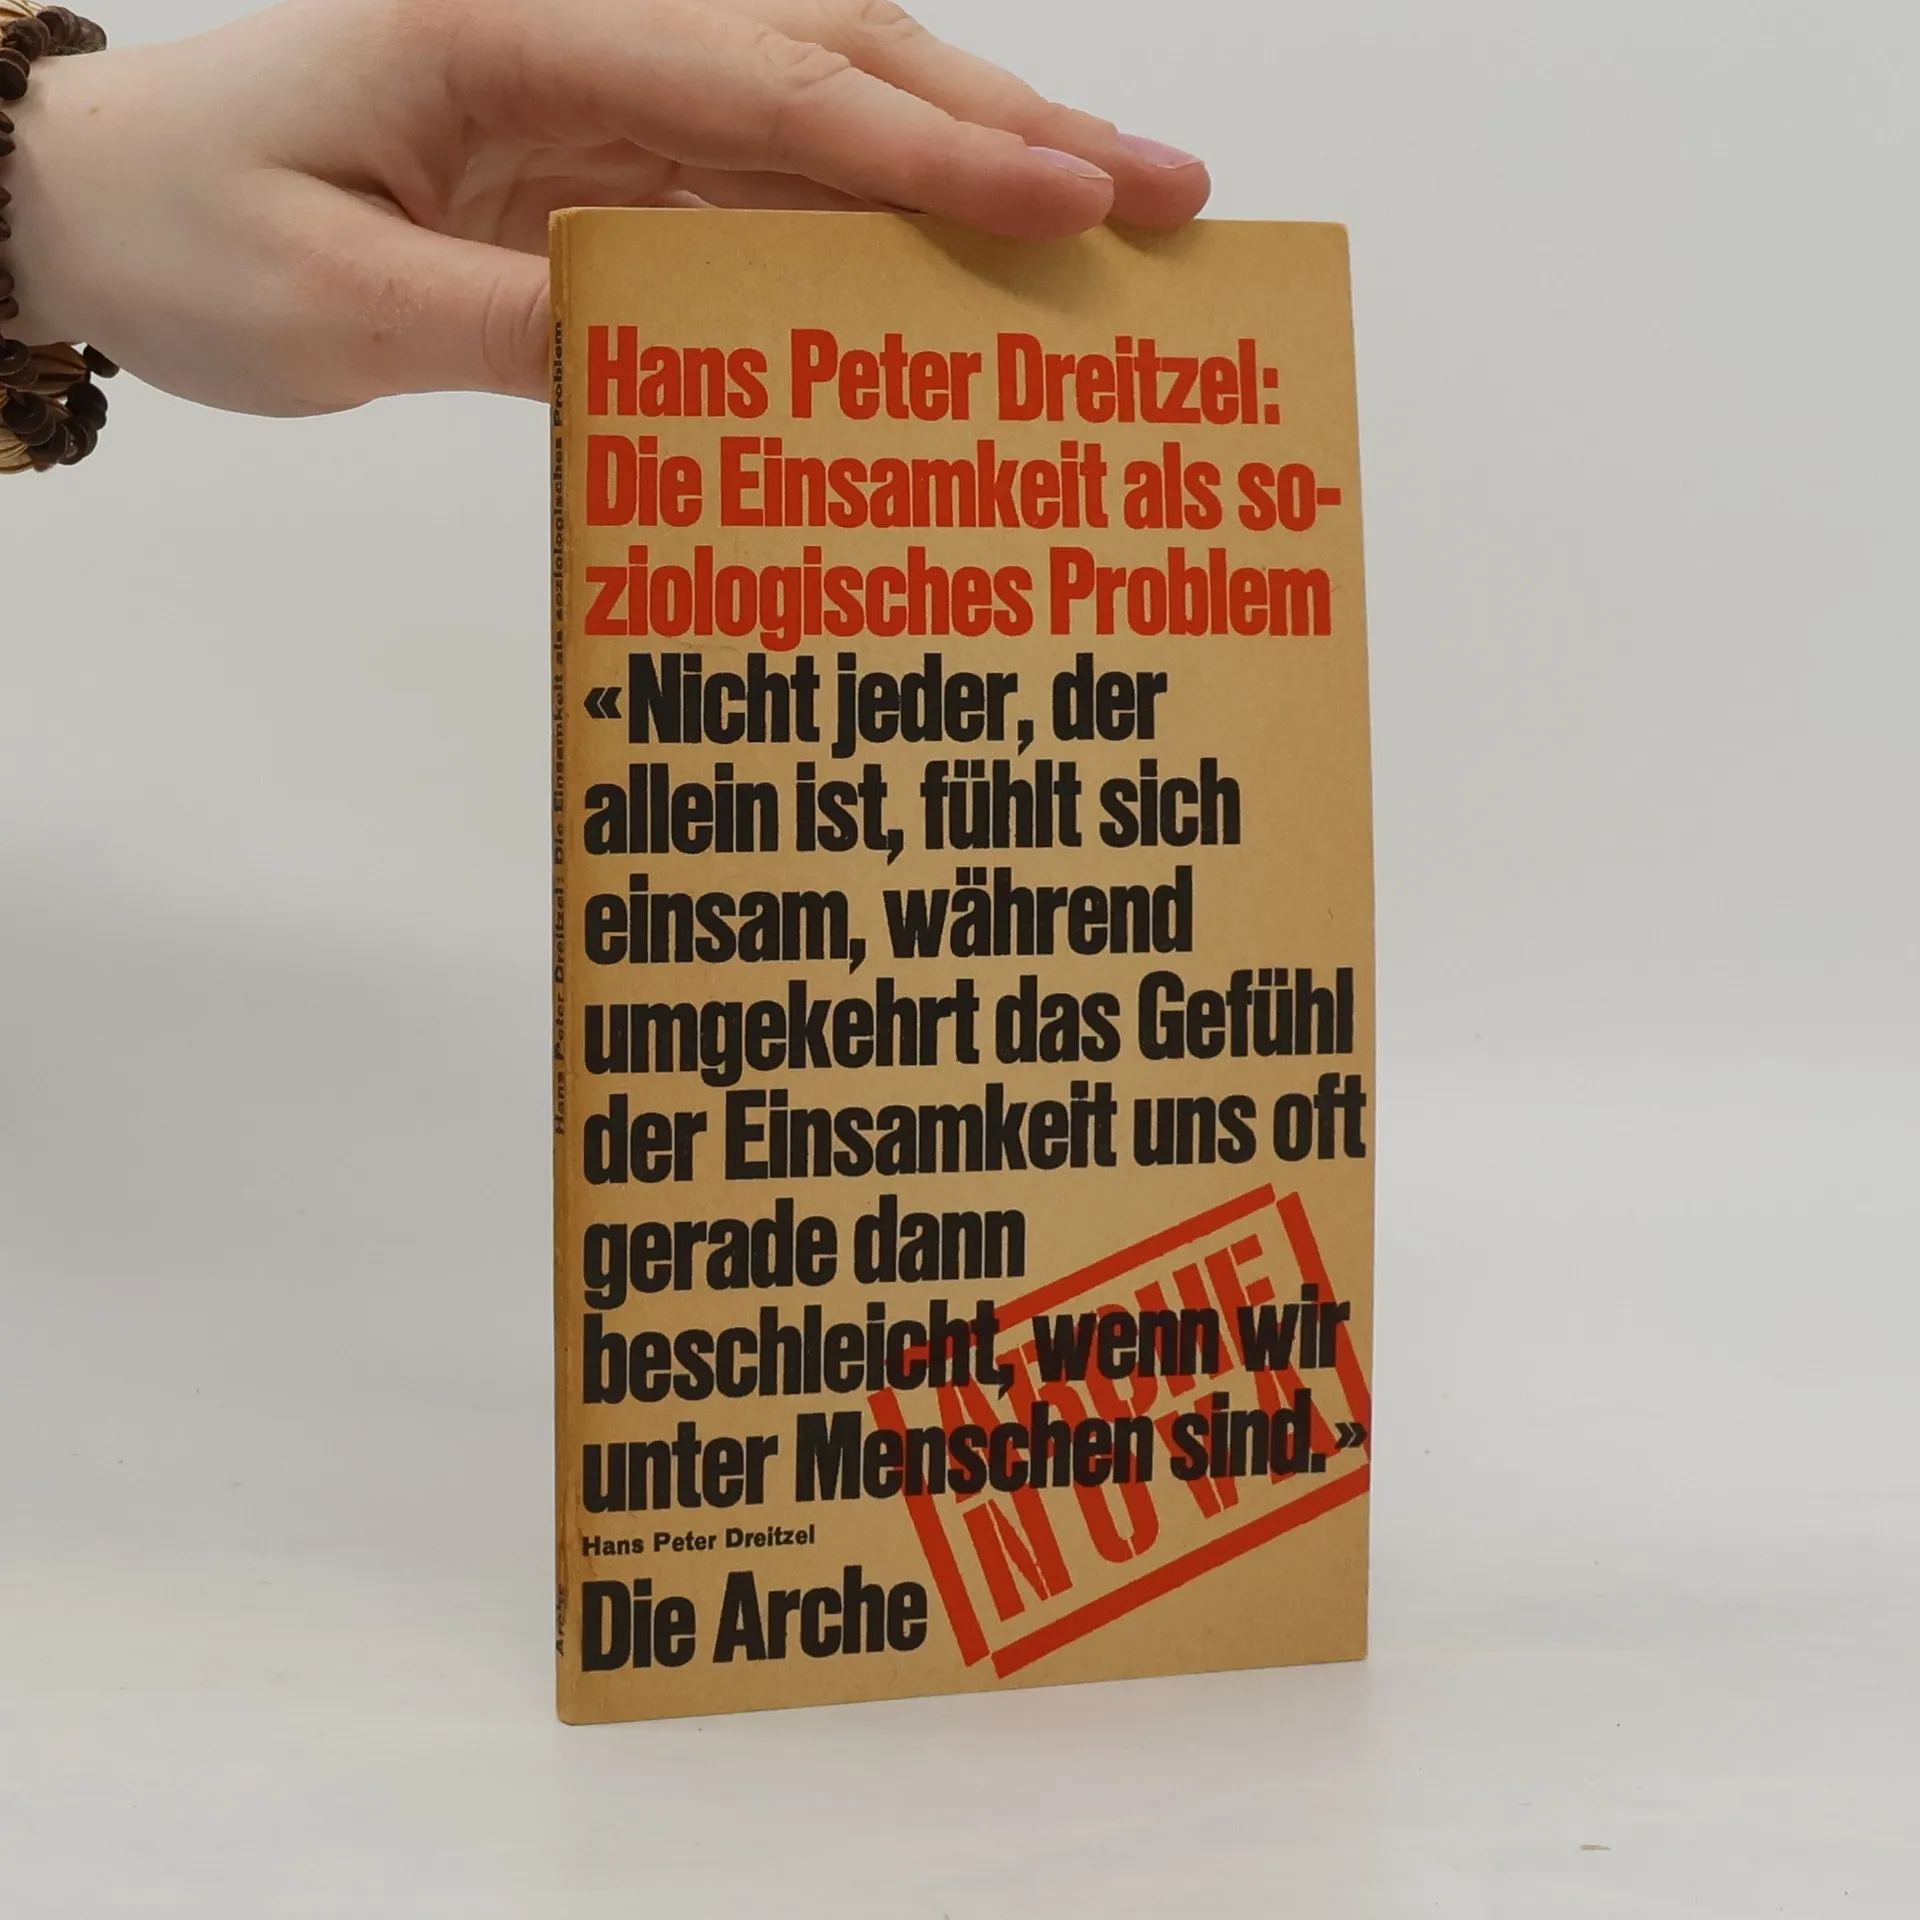 Hans Peter Dreitzel:
Die Einsamkeit als so-
ziologisches Problem
«Nicht jeder, der
allein ist, fühlt sich
einsam, während
umgekehrt das Gefühl
der Einsamkeit uns oft
gerade dann
beschleicht, wenn wir
unter Menschen sind.»
Hans Peter Dreitzel
Die Arche
ARCHE
NOVA
Hans Peter Dreitzel: Die Einsamkeit als soziologisches Problem
Arche